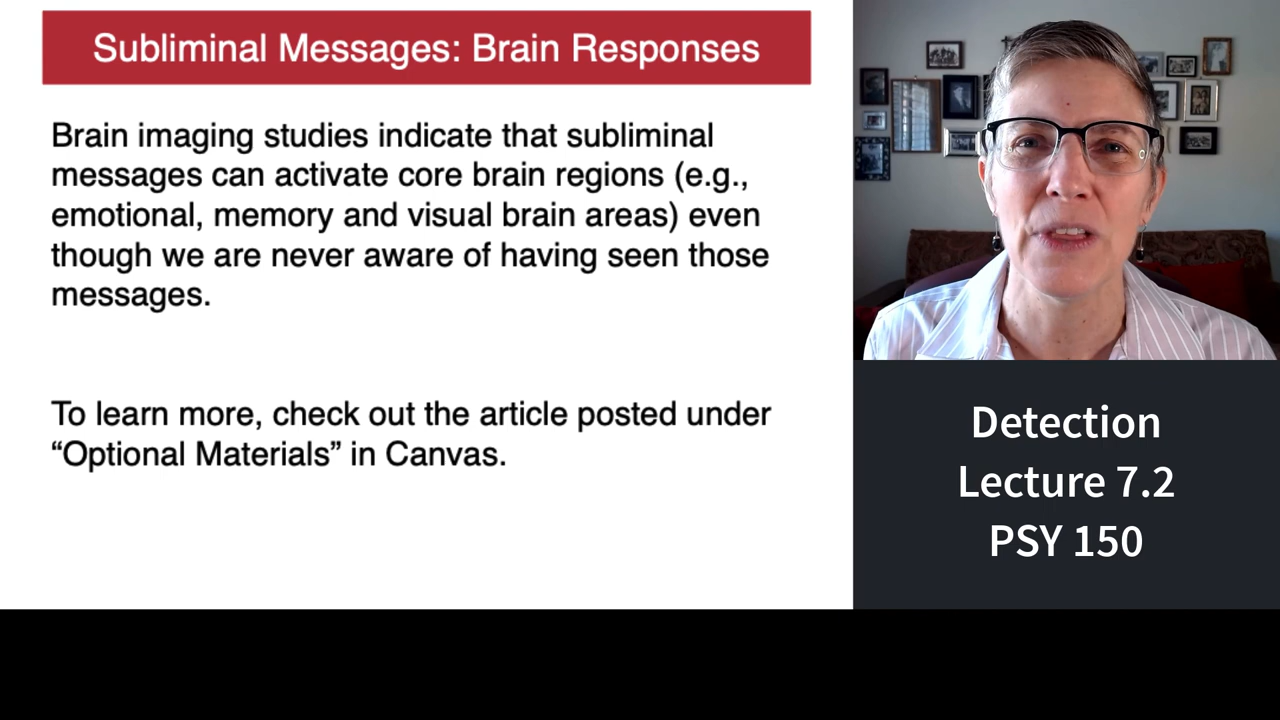 Subliminal Messages: Brain Responses
Brain imaging studies indicate that subliminal
messages can activate core brain regions (e.g.,
emotional, memory and visual brain areas) even
though we are never aware of having seen those
messages.
To learn more, check out the article posted under
“Optional Materials” in Canvas.
Detection
Lecture 7.2
PSY 150